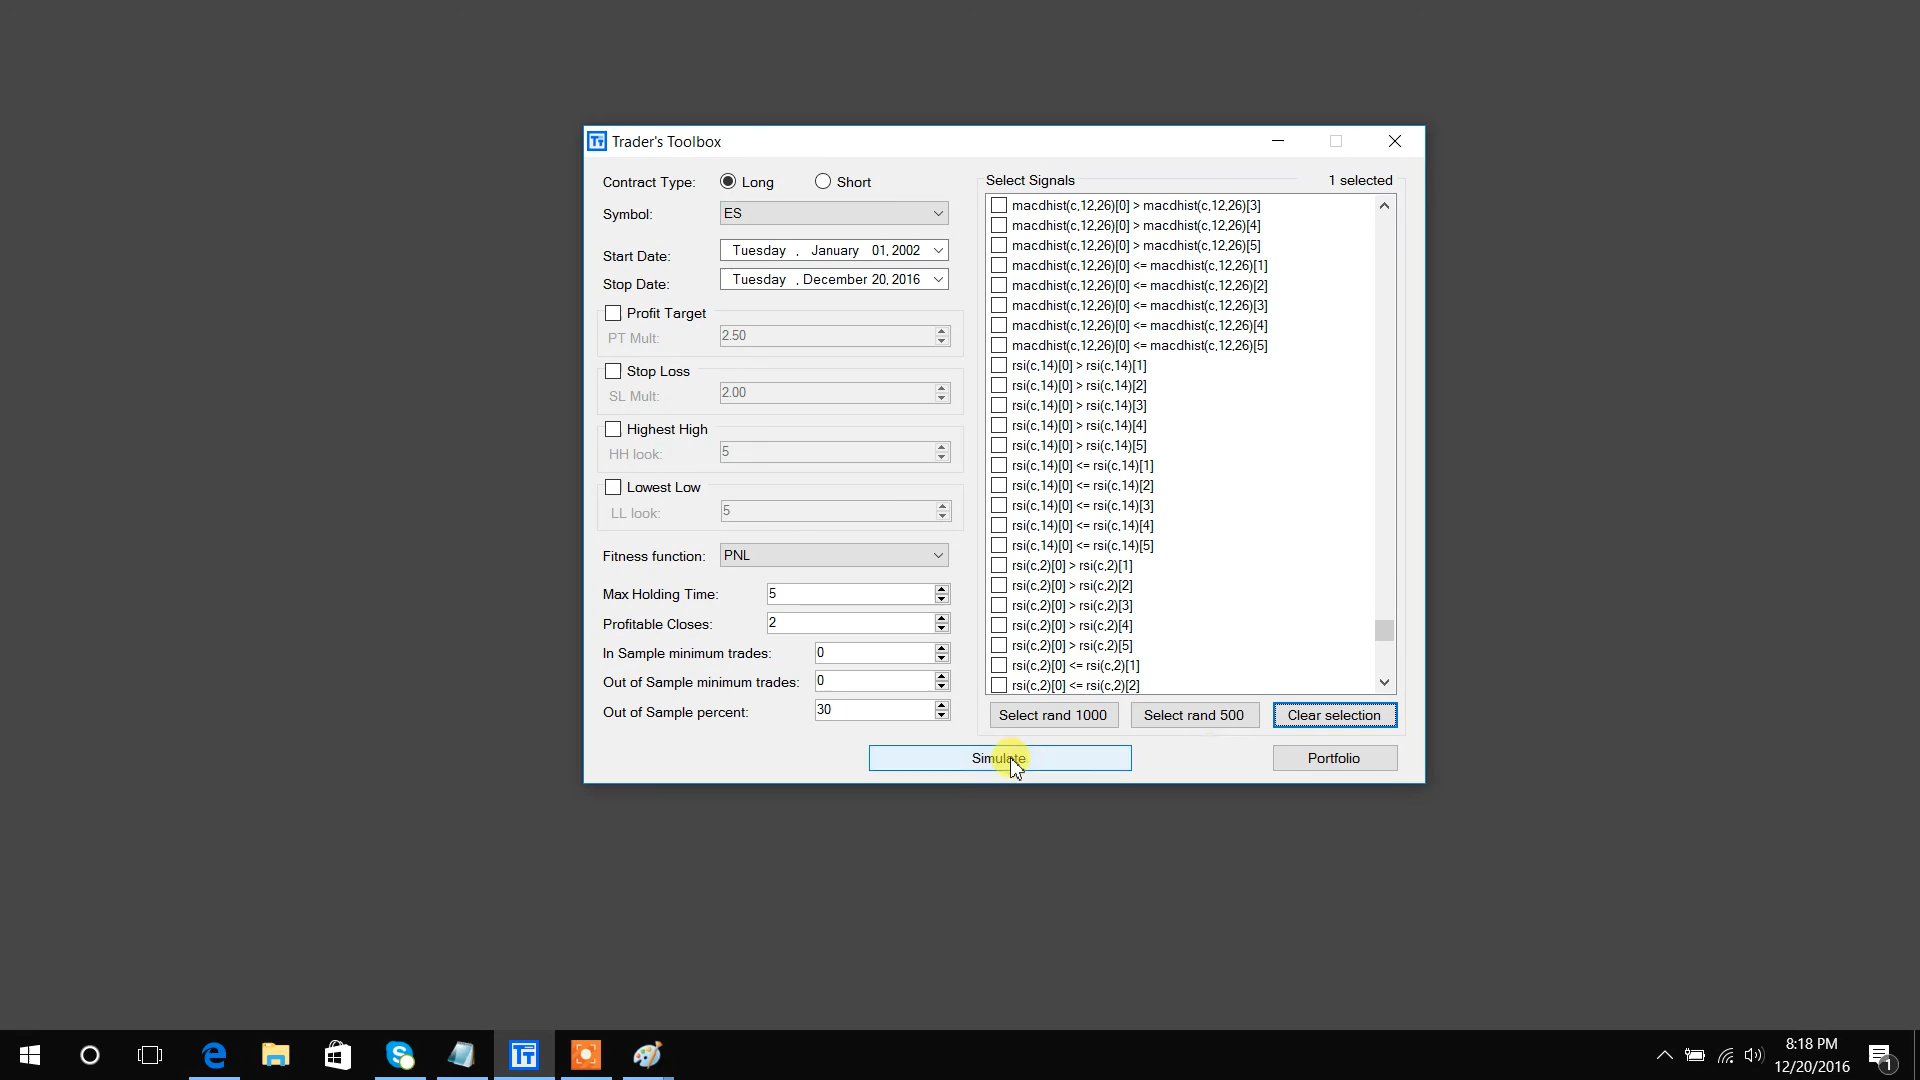 Trader's Toolbox
Contract Type: Long Short
Symbol: ES
Start Date: Tuesday , January 01, 2002
Stop Date: Tuesday , December 20, 2016
Profit Target
PT Mult: 2.50
Stop Loss
SL Mult: 2.00
Highest High
HH look: 5
Lowest Low
LL look: 5
Fitness function: PNL
Max Holding Time: 5
Profitable Closes: 2
In Sample minimum trades: 0
Out of Sample minimum trades: 0
Out of Sample percent: 30
Select Signals 1 selected
macdhist(c,12,26)[0] > macdhist(c,12,26)[3]
macdhist(c,12,26)[0] > macdhist(c,12,26)[4]
macdhist(c,12,26)[0] > macdhist(c,12,26)[5]
macdhist(c,12,26)[0] <= macdhist(c,12,26)[1]
macdhist(c,12,26)[0] <= macdhist(c,12,26)[2]
macdhist(c,12,26)[0] <= macdhist(c,12,26)[3]
macdhist(c,12,26)[0] <= macdhist(c,12,26)[4]
macdhist(c,12,26)[0] <= macdhist(c,12,26)[5]
rsi(c,14)[0] > rsi(c,14)[1]
rsi(c,14)[0] > rsi(c,14)[2]
rsi(c,14)[0] > rsi(c,14)[3]
rsi(c,14)[0] > rsi(c,14)[4]
rsi(c,14)[0] > rsi(c,14)[5]
rsi(c,14)[0] <= rsi(c,14)[1]
rsi(c,14)[0] <= rsi(c,14)[2]
rsi(c,14)[0] <= rsi(c,14)[3]
rsi(c,14)[0] <= rsi(c,14)[4]
rsi(c,14)[0] <= rsi(c,14)[5]
rsi(c,2)[0] > rsi(c,2)[1]
rsi(c,2)[0] > rsi(c,2)[2]
rsi(c,2)[0] > rsi(c,2)[3]
rsi(c,2)[0] > rsi(c,2)[4]
rsi(c,2)[0] > rsi(c,2)[5]
rsi(c,2)[0] <= rsi(c,2)[1]
rsi(c,2)[0] <= rsi(c,2)[2]
Select rand 1000 Select rand 500 Clear selection
Simulate Portfolio
8:18 PM
12/20/2016
1